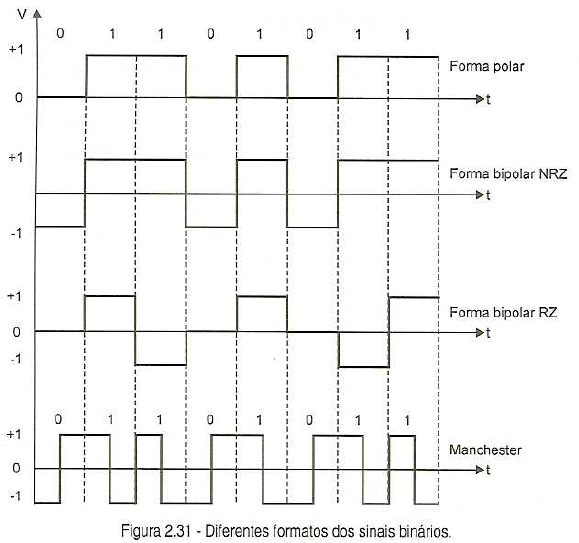 V
0 1 1 0 1 0 1 1
+1
Forma polar
0
t
+1
Forma bipolar NRZ
t
-1
+1
Forma bipolar RZ
0
t
-1
0 1 1 0 1 0 1 1
+1
Manchester
0
t
-1
Figura 2.31 - Diferentes formatos dos sinais binários.